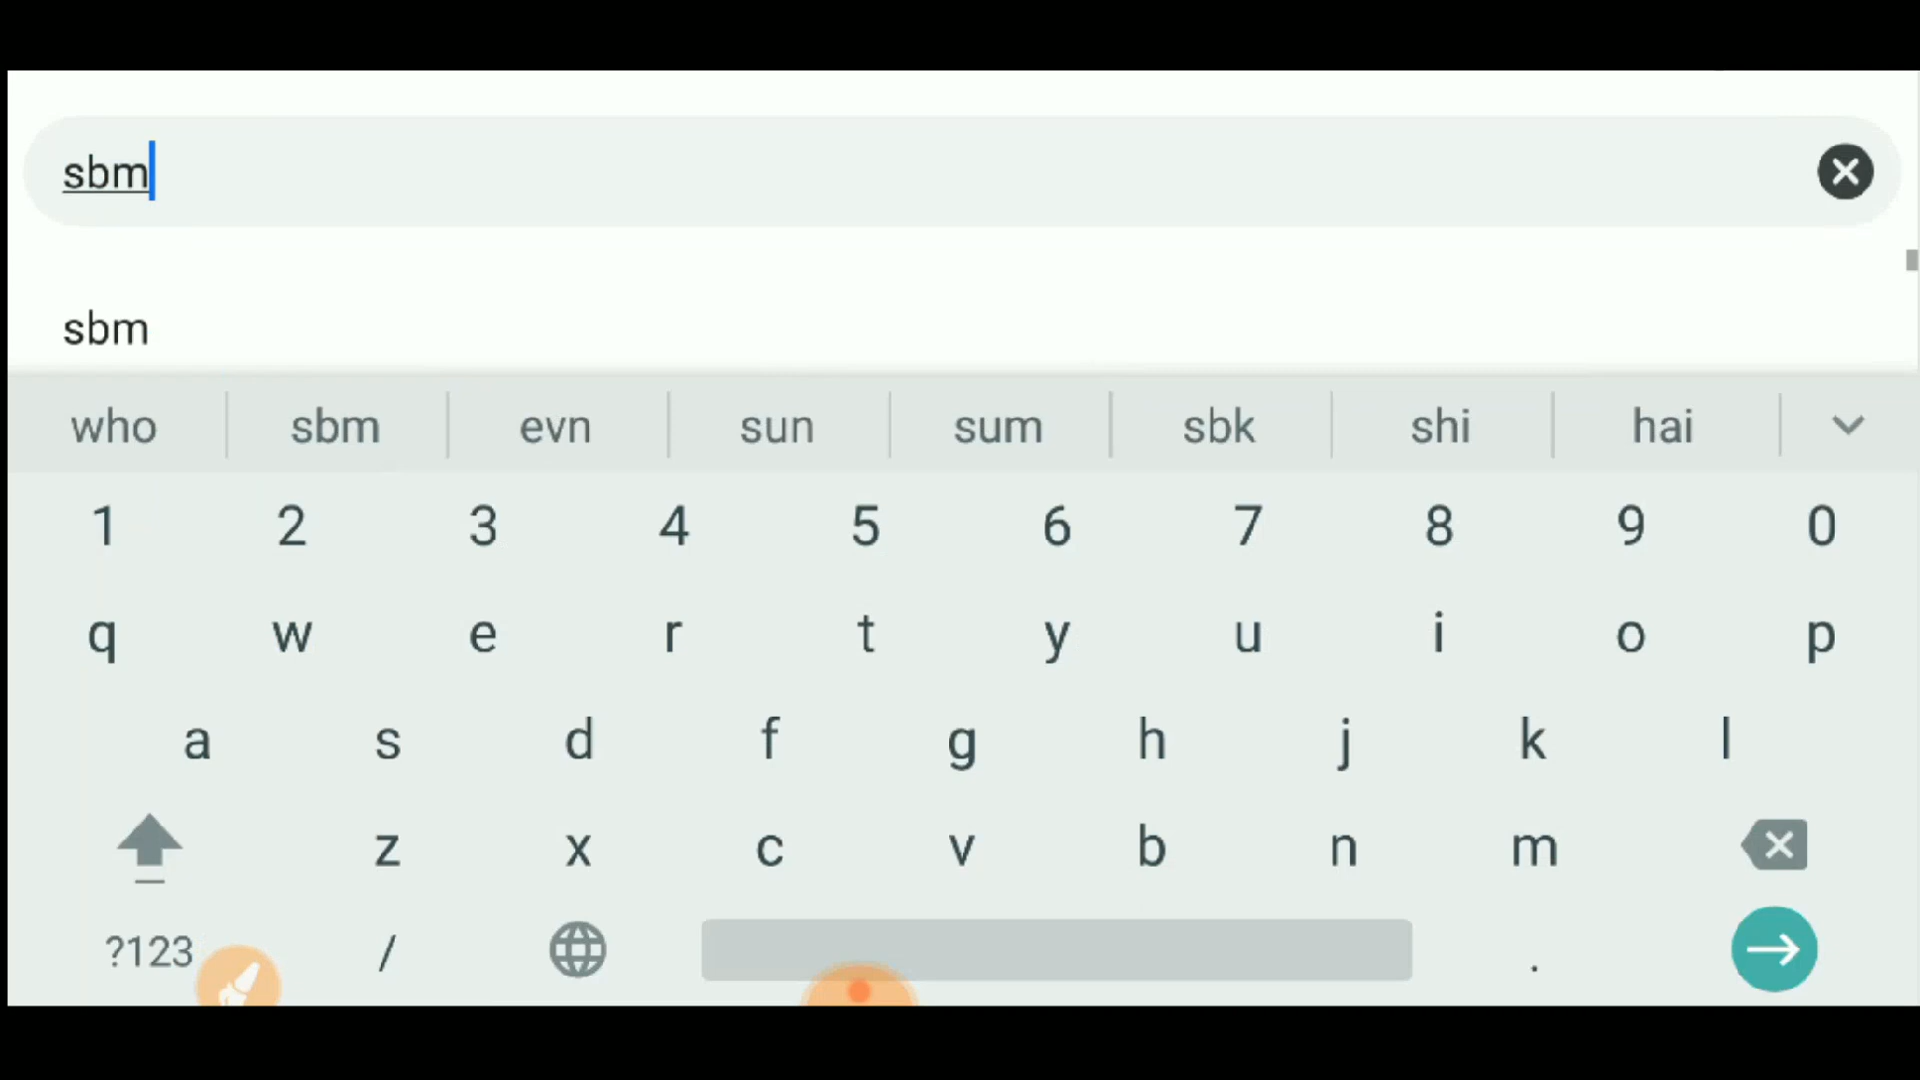 sbm
sbm
who sbm evn sun sum sbk shi hai
1 2 3 4 5 6 7 8 9 0
q w e r t y u i o p
a s d f g h j k l
z x c v b n m
?123 / .